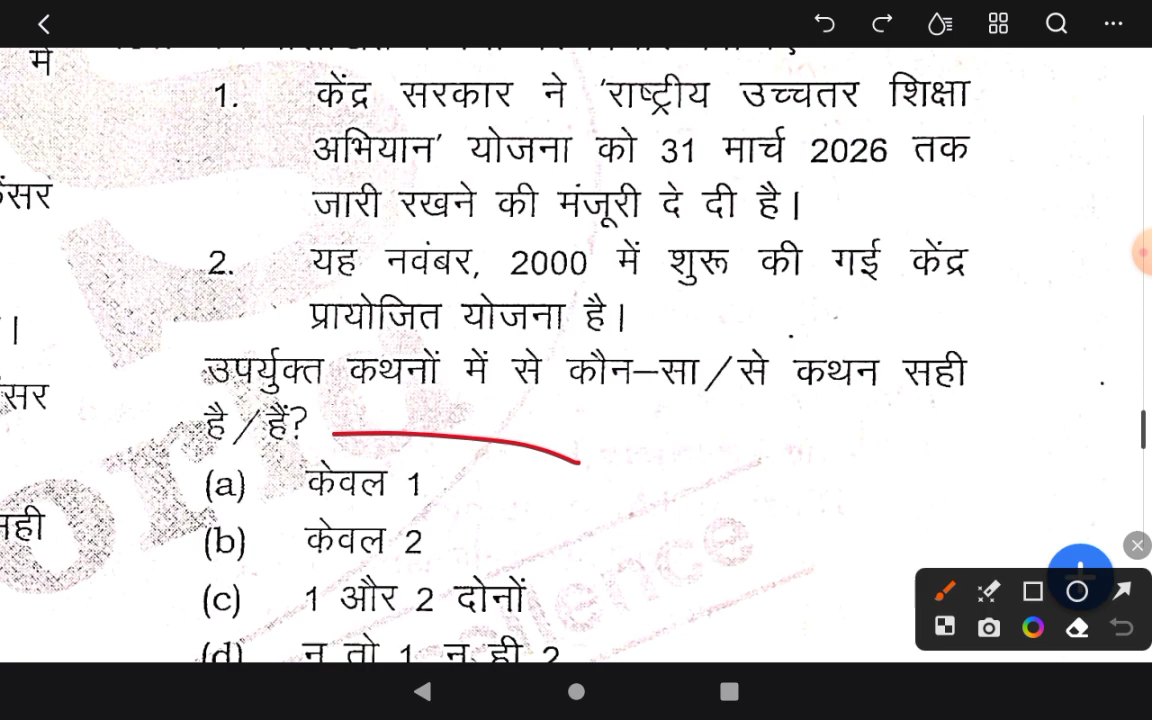 में
1. केंद्र सरकार ने 'राष्ट्रीय उच्चतर शिक्षा
अभियान' योजना को 31 मार्च 2026 तक
जारी रखने की मंजूरी दे दी है।
2. यह नवंबर, 2000 में शुरू की गई केंद्र
प्रायोजित योजना है।
उपर्युक्त कथनों में से कौन–सा/से कथन सही
है/हैं?
(a) केवल 1
(b) केवल 2
(c) 1 और 2 दोनों
(d) न तो 1, न ही 2